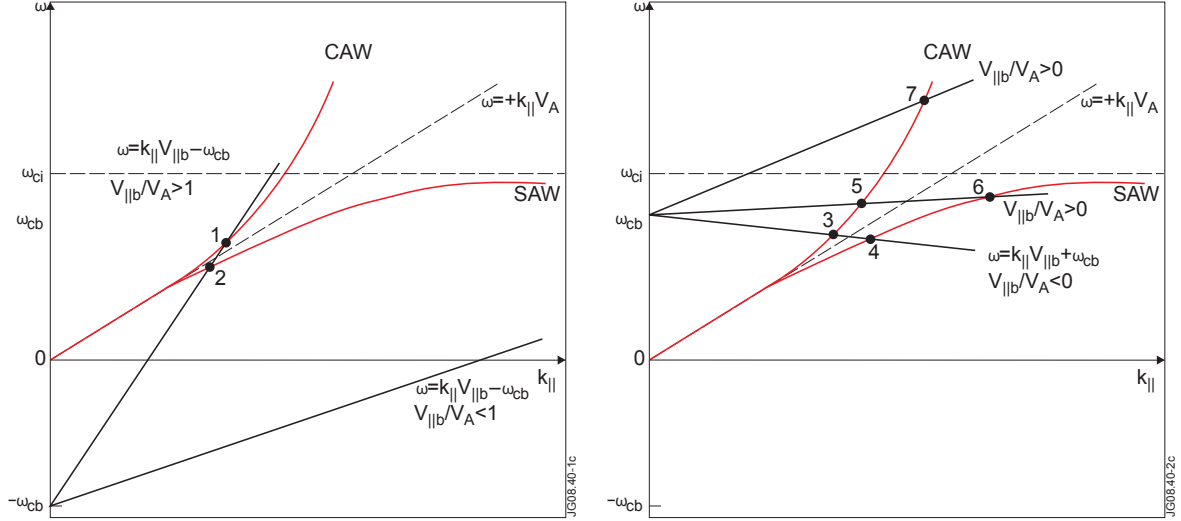 ω
CAW
ω=+k||VA
ω=k||V||b−ωcb
ωci
V||b/VA>1
SAW
ωcb
1
2
0
k||
ω=k||V||b−ωcb
V||b/VA<1
−ωcb
JG08.40-1c
ω
CAW
V||b/VA>0
7
ω=+k||VA
ωci
5
6
SAW
ωcb
3
V||b/VA>0
4
ω=k||V||b+ωcb
V||b/VA<0
0
k||
−ωcb
JG08.40-2c